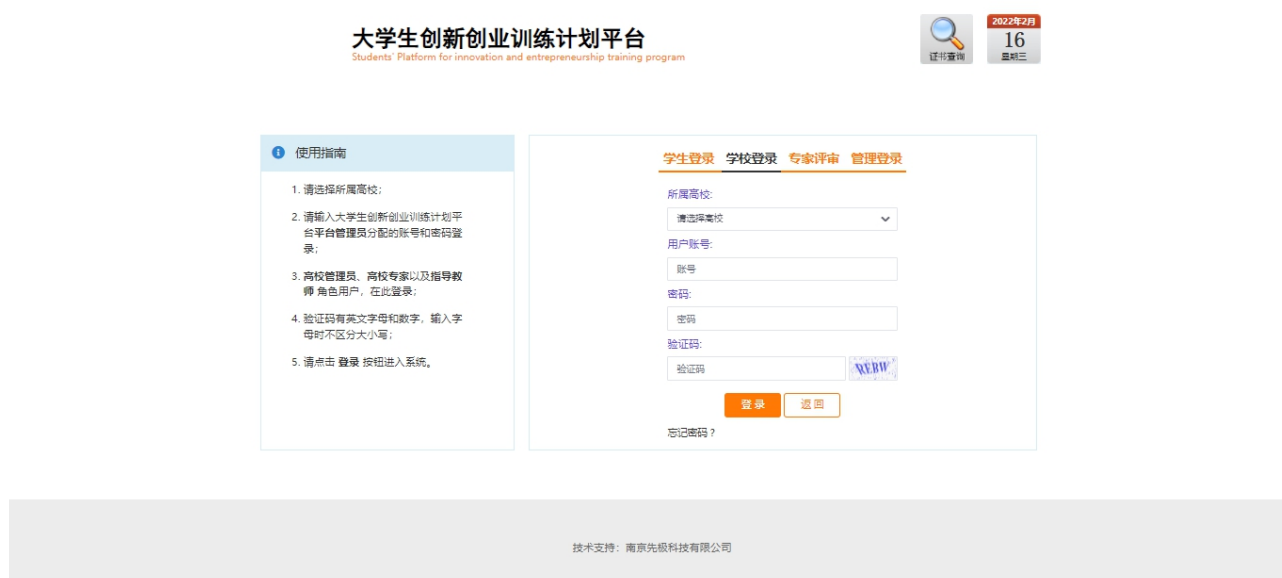 大学生创新创业训练计划平台
Students' Platform for innovation and entrepreneurship training program
证书查询
2022年2月
16
星期三
使用指南
1. 请选择所属高校;
2. 请输入大学生创新创业训练计划平
台平台管理员分配的账号和密码登
录;
3. 高校管理员、高校专家以及指导教
师 角色用户，在此登录;
4. 验证码有英文字母和数字，输入字
母时不区分大小写;
5. 请点击 登录 按钮进入系统。
学生登录 学校登录 专家评审 管理登录
所属高校:
请选择高校
用户账号:
账号
密码:
密码
验证码:
验证码
REBW
登 录 返 回
忘记密码？
技术支持：南京先极科技有限公司